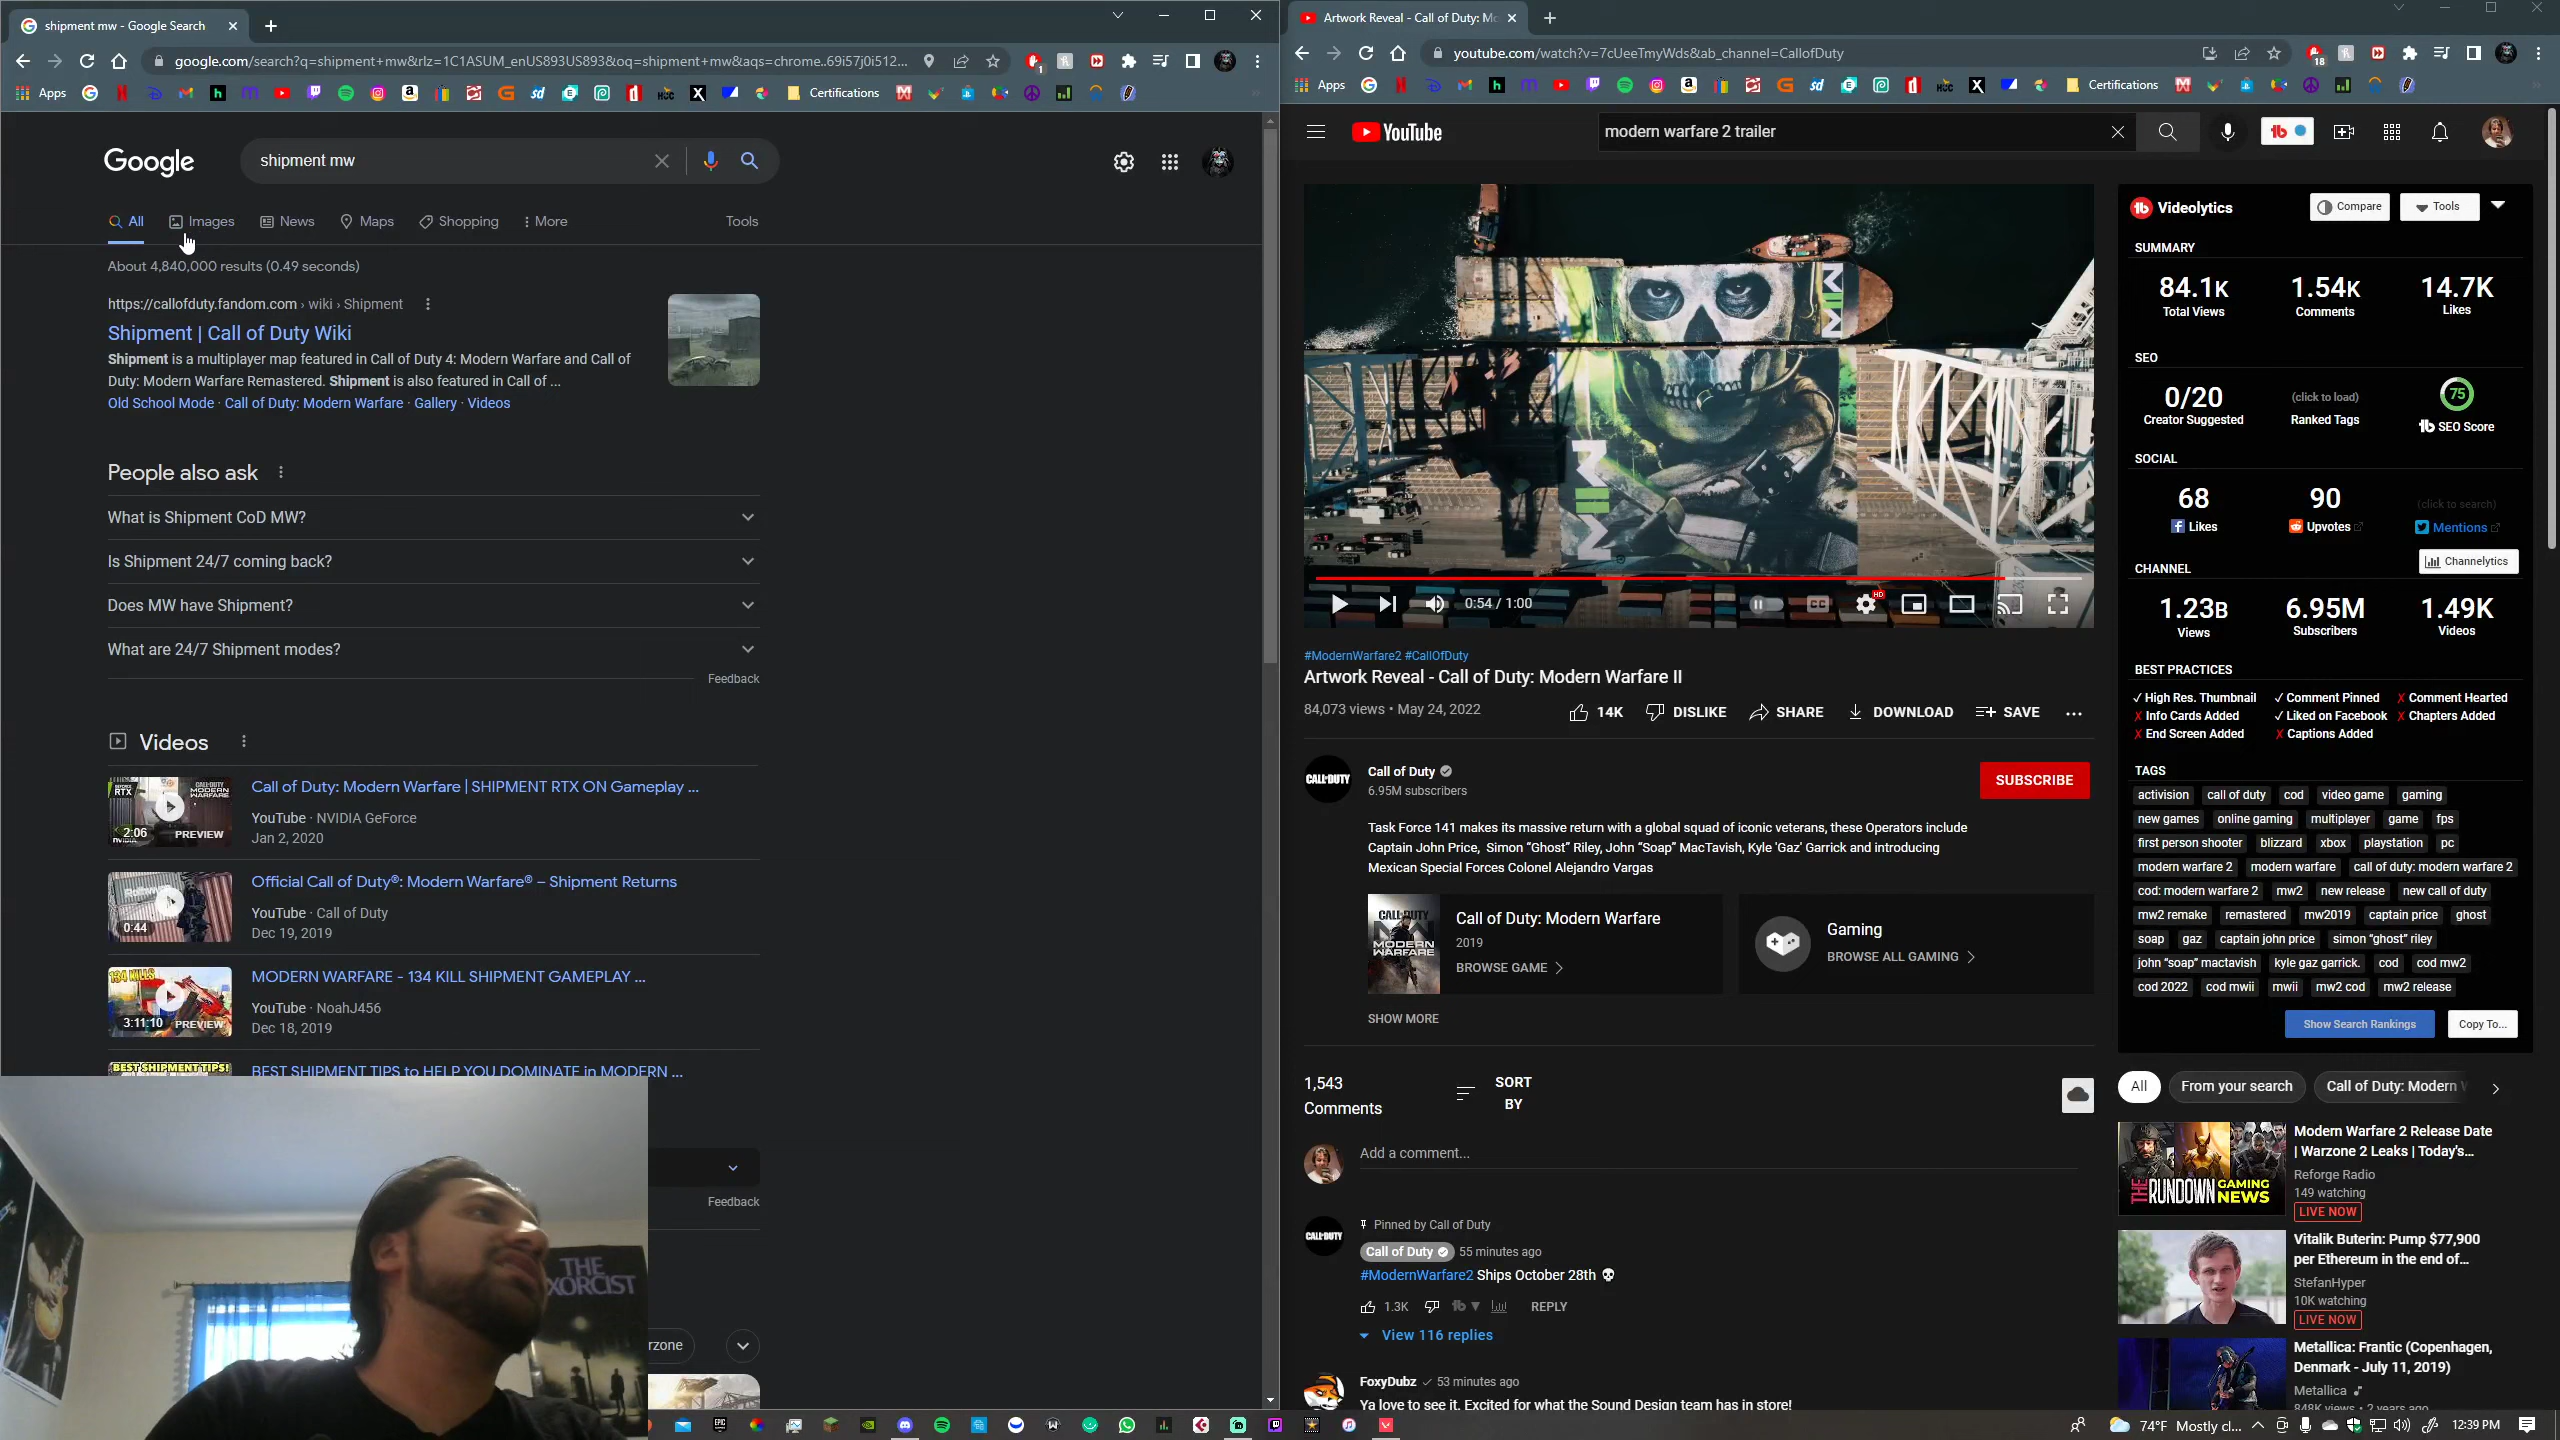 shipment mw - Google Search
google.com/search?q=shipment+mw&rlz=1C1ASUM_enUS893US893&oq=shipment+mw&aqs=chrome..69i57j0i512...
Apps
Certifications
Google
shipment mw
All
Images
News
Maps
Shopping
More
Tools
About 4,840,000 results (0.49 seconds)
https://callofduty.fandom.com › wiki › Shipment
Shipment | Call of Duty Wiki
Shipment is a multiplayer map featured in Call of Duty 4: Modern Warfare and Call of
Duty: Modern Warfare Remastered. Shipment is also featured in Call of ...
Old School Mode · Call of Duty: Modern Warfare · Gallery · Videos
People also ask
What is Shipment CoD MW?
Is Shipment 24/7 coming back?
Does MW have Shipment?
What are 24/7 Shipment modes?
Feedback
Videos
Call of Duty: Modern Warfare | SHIPMENT RTX ON Gameplay ...
YouTube · NVIDIA GeForce
Jan 2, 2020
2:06
PREVIEW
Official Call of Duty®: Modern Warfare® – Shipment Returns
YouTube · Call of Duty
Dec 19, 2019
0:44
MODERN WARFARE - 134 KILL SHIPMENT GAMEPLAY ...
YouTube · NoahJ456
Dec 18, 2019
134 KILLS
3:11:10
PREVIEW
BEST SHIPMENT TIPS!
BEST SHIPMENT TIPS to HELP YOU DOMINATE in MODERN ...
Feedback
THE
EXORCIST
rzone
Artwork Reveal - Call of Duty: Mo
youtube.com/watch?v=7cUeeTmyWds&ab_channel=CallofDuty
Apps
Certifications
YouTube
modern warfare 2 trailer
0:54 / 1:00
#ModernWarfare2 #CallOfDuty
Artwork Reveal - Call of Duty: Modern Warfare II
84,073 views • May 24, 2022
14K
DISLIKE
SHARE
DOWNLOAD
SAVE
Call of Duty
6.95M subscribers
SUBSCRIBE
Task Force 141 makes its massive return with a global squad of iconic veterans, these Operators include
Captain John Price, Simon “Ghost” Riley, John “Soap” MacTavish, Kyle 'Gaz' Garrick and introducing
Mexican Special Forces Colonel Alejandro Vargas
Call of Duty: Modern Warfare
2019
BROWSE GAME
Gaming
BROWSE ALL GAMING
SHOW MORE
1,543
Comments
SORT
BY
Add a comment...
Pinned by Call of Duty
Call of Duty
55 minutes ago
#ModernWarfare2 Ships October 28th 💀
1.3K
REPLY
View 116 replies
FoxyDubz
53 minutes ago
Ya love to see it. Excited for what the Sound Design team has in store!
Videolytics
Compare
Tools
SUMMARY
84.1K
Total Views
1.54K
Comments
14.7K
Likes
SEO
0/20
Creator Suggested
(click to load)
Ranked Tags
75
SEO Score
SOCIAL
68
Likes
90
Upvotes
(click to search)
Mentions
CHANNEL
Channelytics
1.23B
Views
6.95M
Subscribers
1.49K
Videos
BEST PRACTICES
✓ High Res. Thumbnail ✓ Comment Pinned ✗ Comment Hearted
✗ Info Cards Added ✓ Liked on Facebook ✗ Chapters Added
✗ End Screen Added ✗ Captions Added
TAGS
activision call of duty cod video game gaming
new games online gaming multiplayer game fps
first person shooter blizzard xbox playstation pc
modern warfare 2 modern warfare call of duty: modern warfare 2
cod: modern warfare 2 mw2 new release new call of duty
mw2 remake remastered mw2019 captain price ghost
soap gaz captain john price simon “ghost” riley
john “soap” mactavish kyle gaz garrick. cod cod mw2
cod 2022 cod mwii mwii mw2 cod mw2 release
Show Search Rankings
Copy To...
All
From your search
Call of Duty: Modern W
THE RUNDOWN GAMING NEWS
Modern Warfare 2 Release Date
| Warzone 2 Leaks | Today's...
Reforge Radio
149 watching
LIVE NOW
Vitalik Buterin: Pump $77,900
per Ethereum in the end of...
StefanHyper
10K watching
LIVE NOW
Metallica: Frantic (Copenhagen,
Denmark - July 11, 2019)
Metallica
848K views • 2 years ago
74°F Mostly cl...
12:39 PM